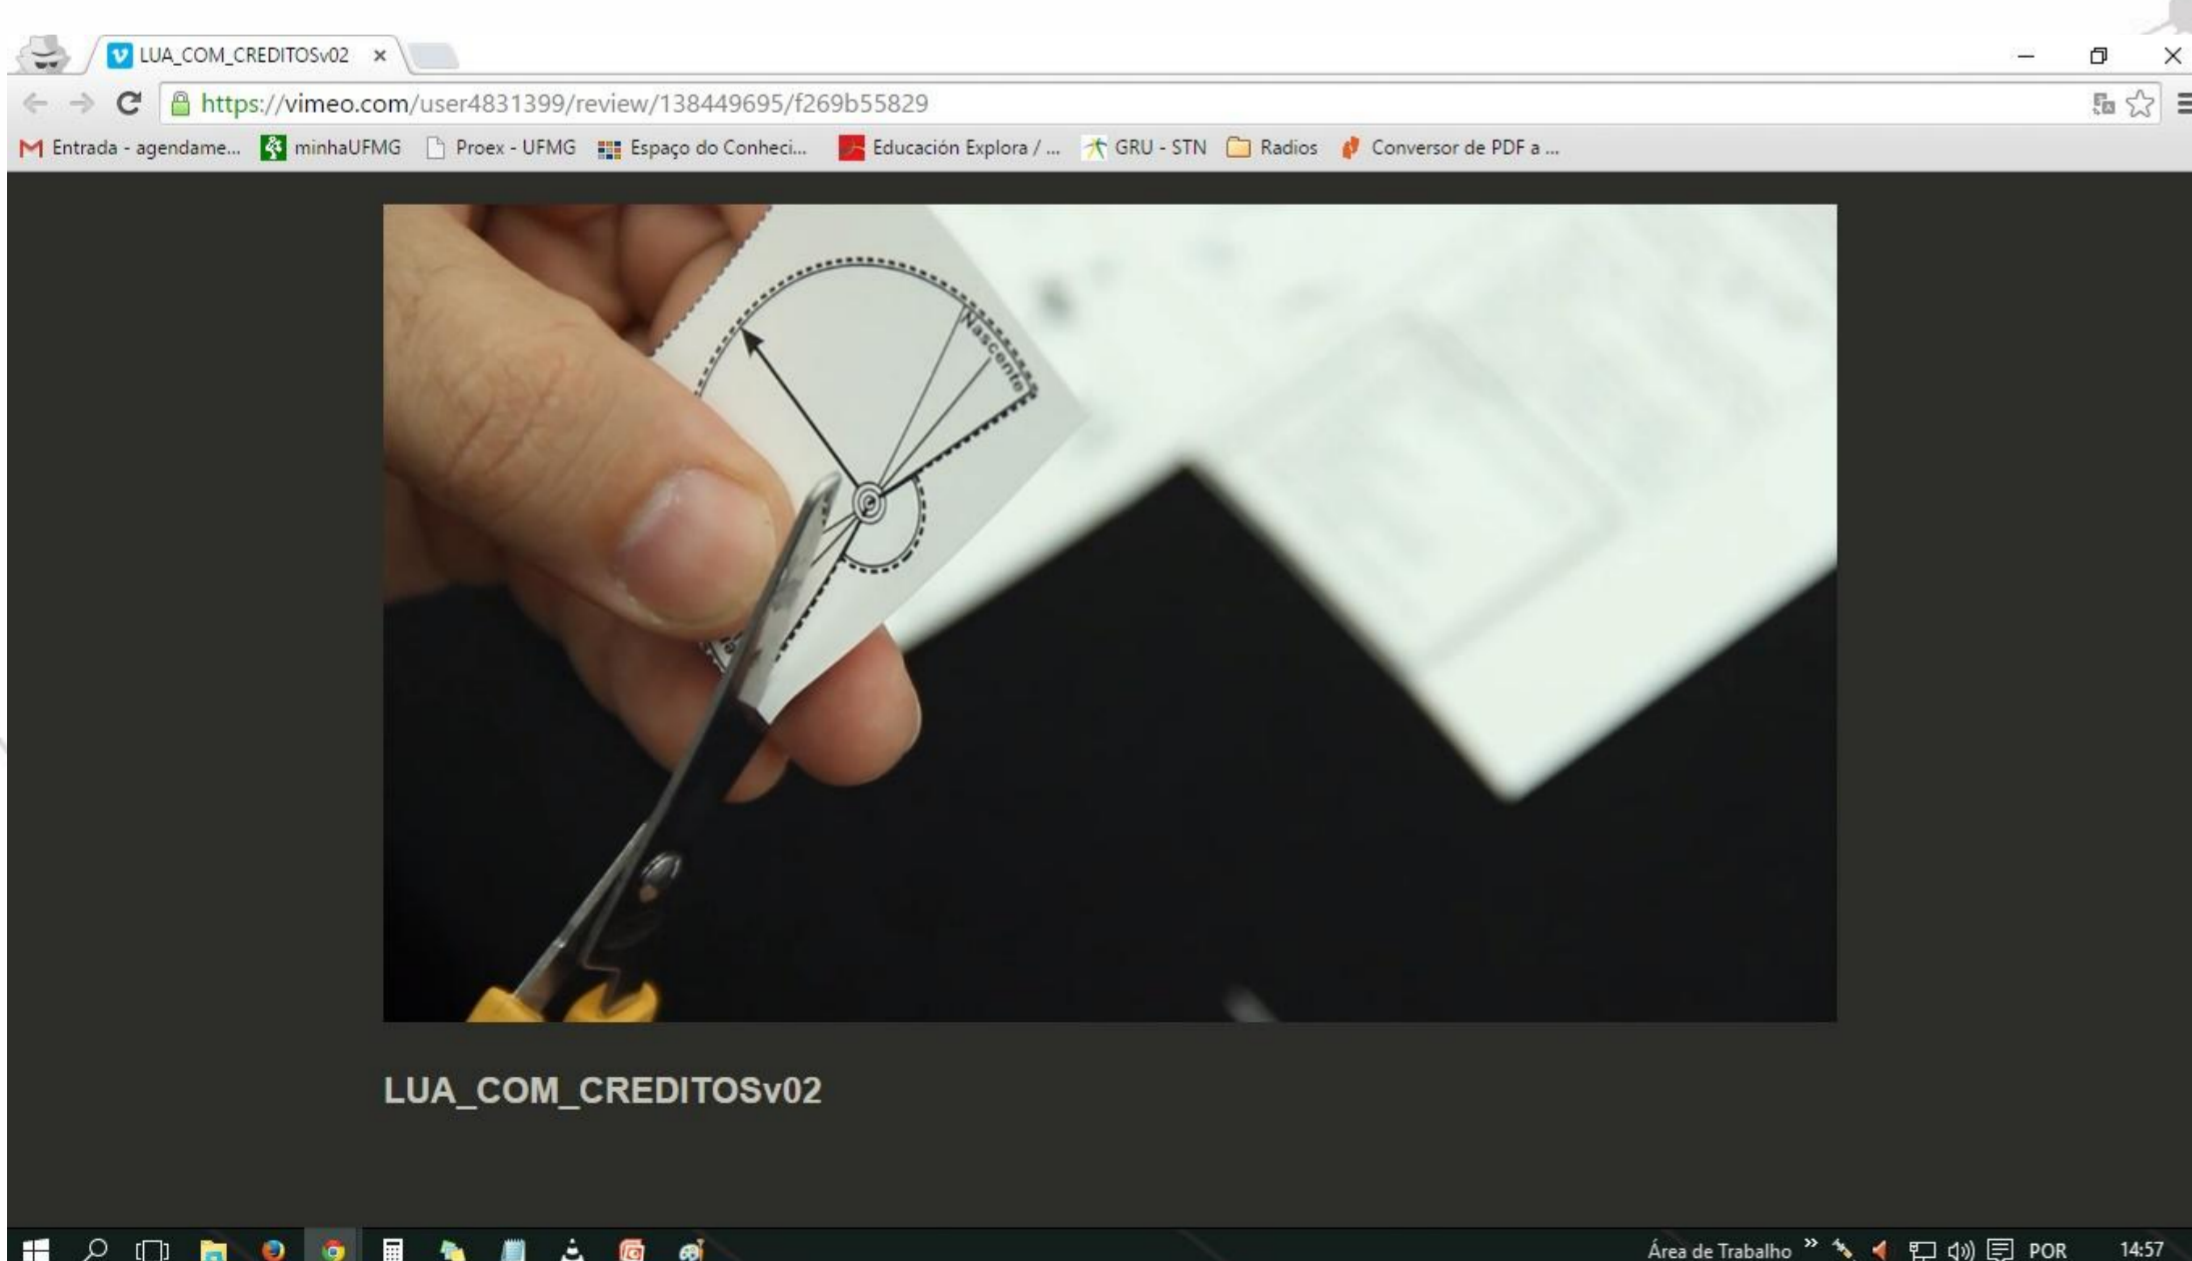 LUA_COM_CREDITOSv02
https://vimeo.com/user4831399/review/138449695/f269b55829
Entrada - agendame... minhaUFMG Proex - UFMG Espaço do Conheci... Educación Explora / ... GRU - STN Radios Conversor de PDF a ...
Nascente
LUA_COM_CREDITOSv02
Área de Trabalho » POR 14:57